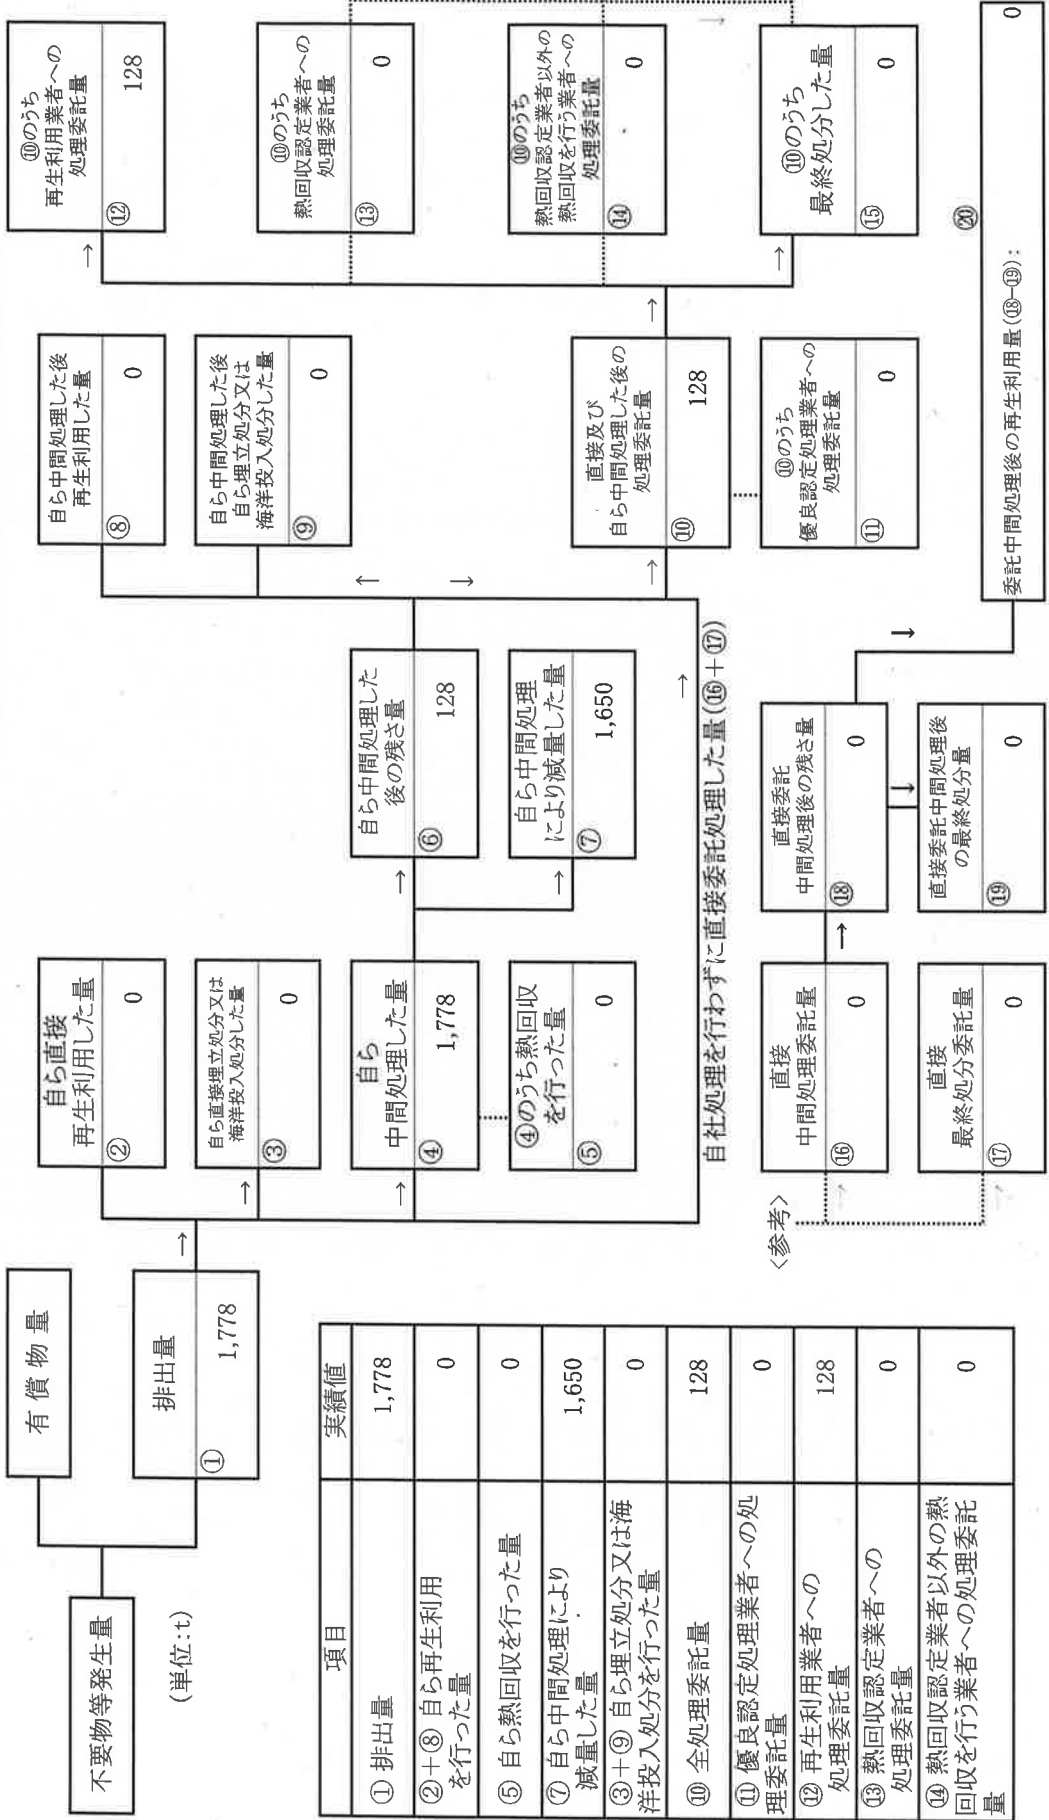 不要物等発生量
(単位:t)
有償物量
排出量
①
1,778
→
自ら直接
再生利用した量
②
0
自ら直接埋立処分又は
海洋投入処分した量
③
0
→
自ら
中間処理した量
④
1,778
→
④のうち熱回収
を行った量
⑤
0
自ら中間処理した
後の残さ量
⑥
128
→
自ら中間処理
により減量した量
⑦
1,650
→
自ら中間処理した後
再生利用した量
⑧
0
自ら中間処理した後
自ら埋立処分又は
海洋投入処分した量
⑨
0
直接及び
自ら中間処理した後の
処理委託量
⑩
128
→
⑩のうち
優良認定処理業者への
処理委託量
⑪
0
⑩のうち
再生利用業者への
処理委託量
⑫
128
→
⑩のうち
熱回収認定業者への
処理委託量
⑬
0
⑩のうち
熱回収認定業者以外の
熱回収を行う業者への
処理委託量
⑭
0
⑩のうち
最終処分した量
⑮
0
→
自社処理を行わずに直接委託処理した量(⑯+⑰)
→
<参考>
直接
中間処理委託量
⑯
0
→
直接
最終処分委託量
⑰
0
→
直接委託
中間処理後の残さ量
⑱
0
→
直接委託中間処理後
の最終処分量
⑲
0
⑳
委託中間処理後の再生利用量(⑱-⑲):
0
項目 実績値
① 排出量 1,778
②+⑧ 自ら再生利用
を行った量 0
⑤ 自ら熱回収を行った量 0
⑦ 自ら中間処理により
減量した量 1,650
③+⑨ 自ら埋立処分又は海
洋投入処分を行った量 0
⑩ 全処理委託量 128
⑪ 優良認定処理業者への処
理委託量 0
⑫ 再生利用業者への
処理委託量 128
⑬ 熱回収認定業者への
処理委託量 0
⑭ 熱回収認定業者以外の熱
回収を行う業者への処理委託
量 0